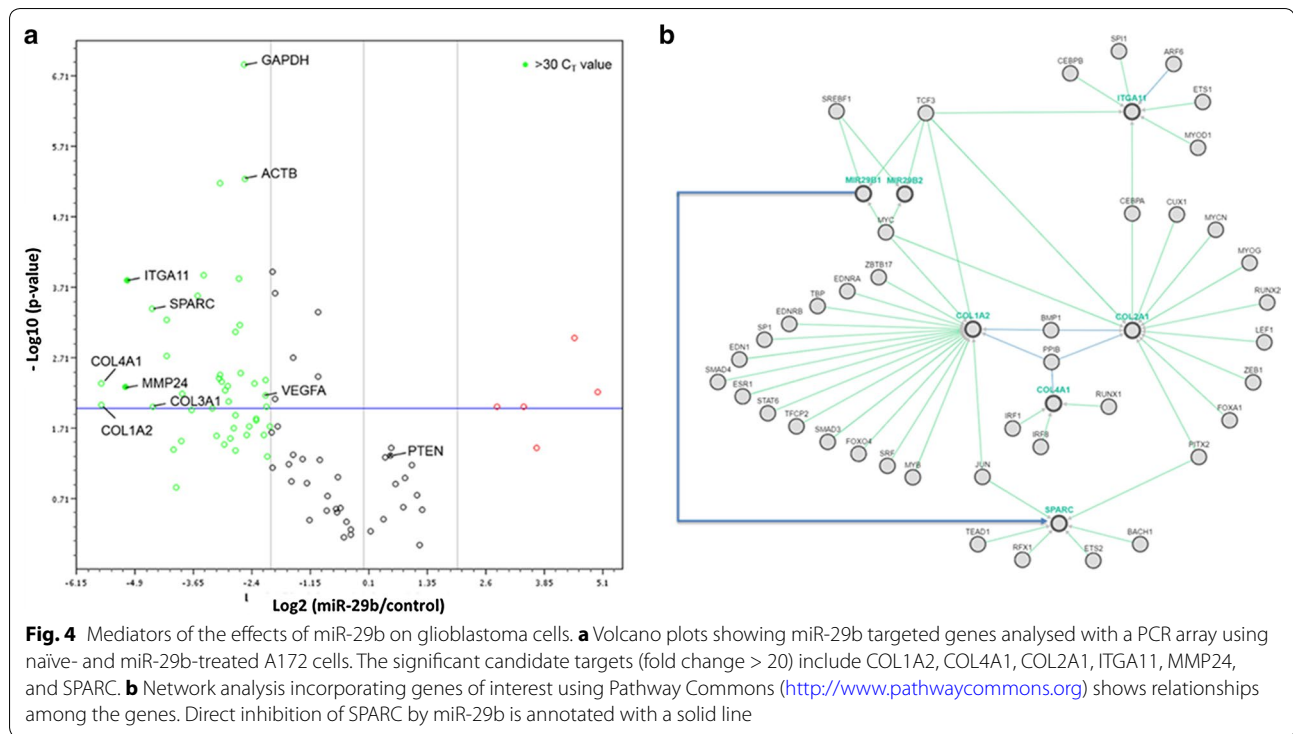 a
b
>30 C_T value
- Log10 (p-value)
6.71
5.71
4.71
3.71
2.71
1.71
0.71
GAPDH
ACTB
ITGA11
SPARC
COL4A1
MMP24
COL3A1
VEGFA
COL1A2
PTEN
-6.15 -4.9 -3.65 -2.4 -1.15 0.1 1.35 2.6 3.85 5.1
Log2 (miR-29b/control)
SPI1
CEBPB
ARF6
ITGA11
ETS1
MYOD1
SREBF1
TCF3
MIR29B1 MIR29B2
MYC
CEBPA
CUX1
MYCN
MYOG
RUNX2
LEF1
ZEB1
FOXA1
PITX2
ZBTB17
EDNRA
TBP
EDNRB
SP1
EDN1
SMAD4
ESR1
STAT6
TFCP2
SMAD3
FOXO4
SRF
MYB
COL1A2
BMP1
COL2A1
PPIB
COL4A1
RUNX1
IRF1
IRF8
JUN
SPARC
TEAD1
RFX1
ETS2
BACH1
Fig. 4 Mediators of the effects of miR-29b on glioblastoma cells. a Volcano plots showing miR-29b targeted genes analysed with a PCR array using
naïve- and miR-29b-treated A172 cells. The significant candidate targets (fold change > 20) include COL1A2, COL4A1, COL2A1, ITGA11, MMP24,
and SPARC. b Network analysis incorporating genes of interest using Pathway Commons (http://www.pathwaycommons.org) shows relationships
among the genes. Direct inhibition of SPARC by miR-29b is annotated with a solid line